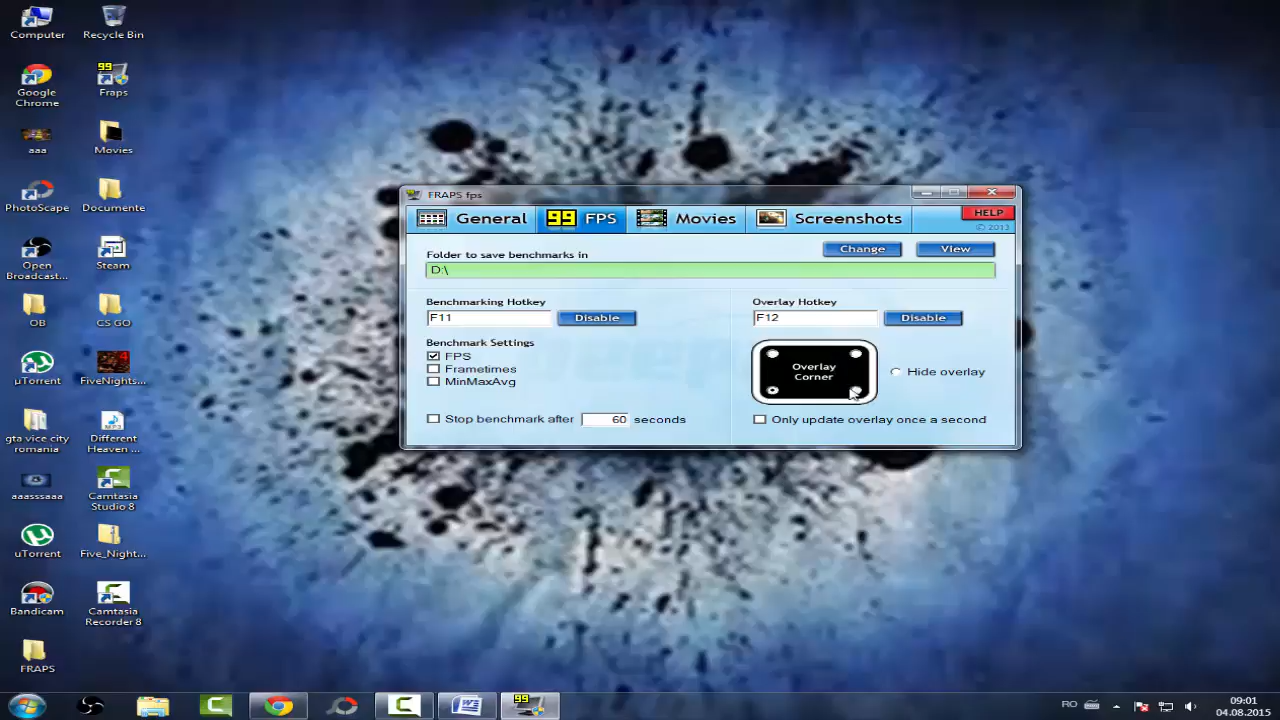 Computer
Recycle Bin
Google
Chrome
99
Fraps
aaa
Movies
PhotoScape
Documente
Open
Broadcast...
Steam
OB
CS GO
µTorrent
FiveNights...
gta vice city
romania
Different
Heaven ...
aaasssaaa
Camtasia
Studio 8
uTorrent
Five_Night...
Bandicam
Camtasia
Recorder 8
FRAPS
FRAPS fps
General
99 FPS
Movies
Screenshots
HELP
© 2013
Folder to save benchmarks in
Change
View
D:\
Benchmarking Hotkey
F11
Disable
Benchmark Settings
FPS
Frametimes
MinMaxAvg
Stop benchmark after 60 seconds
Overlay Hotkey
F12
Disable
Overlay
Corner
Hide overlay
Only update overlay once a second
99
RO
09:01
04.08.2015